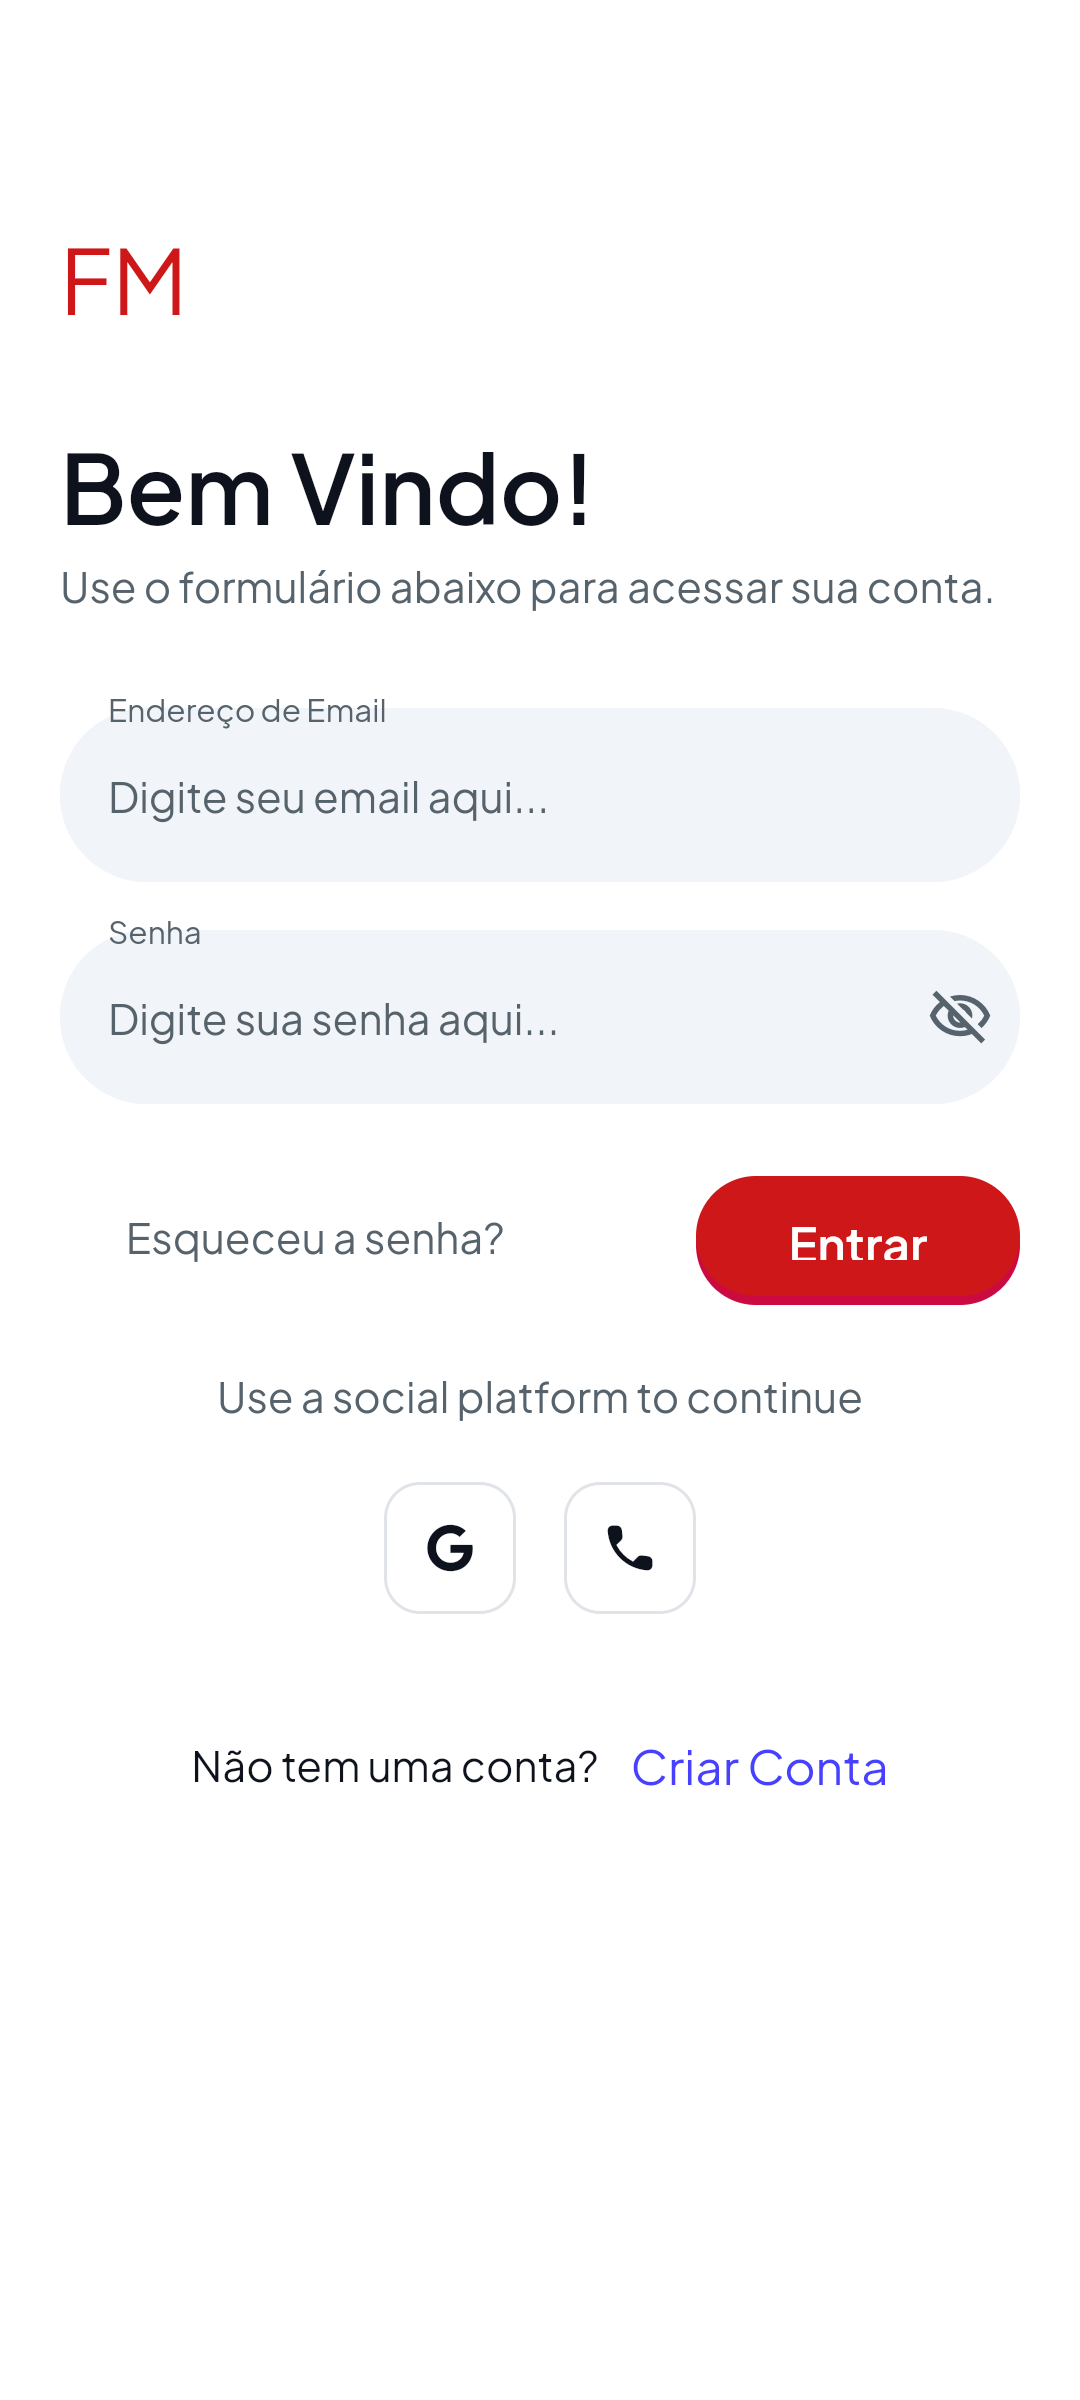 FM
Bem Vindo!
Use o formulário abaixo para acessar sua conta.
Endereço de Email
Digite seu email aqui...
Senha
Digite sua senha aqui...
Esqueceu a senha?
Entrar
Use a social platform to continue
Não tem uma conta? Criar Conta